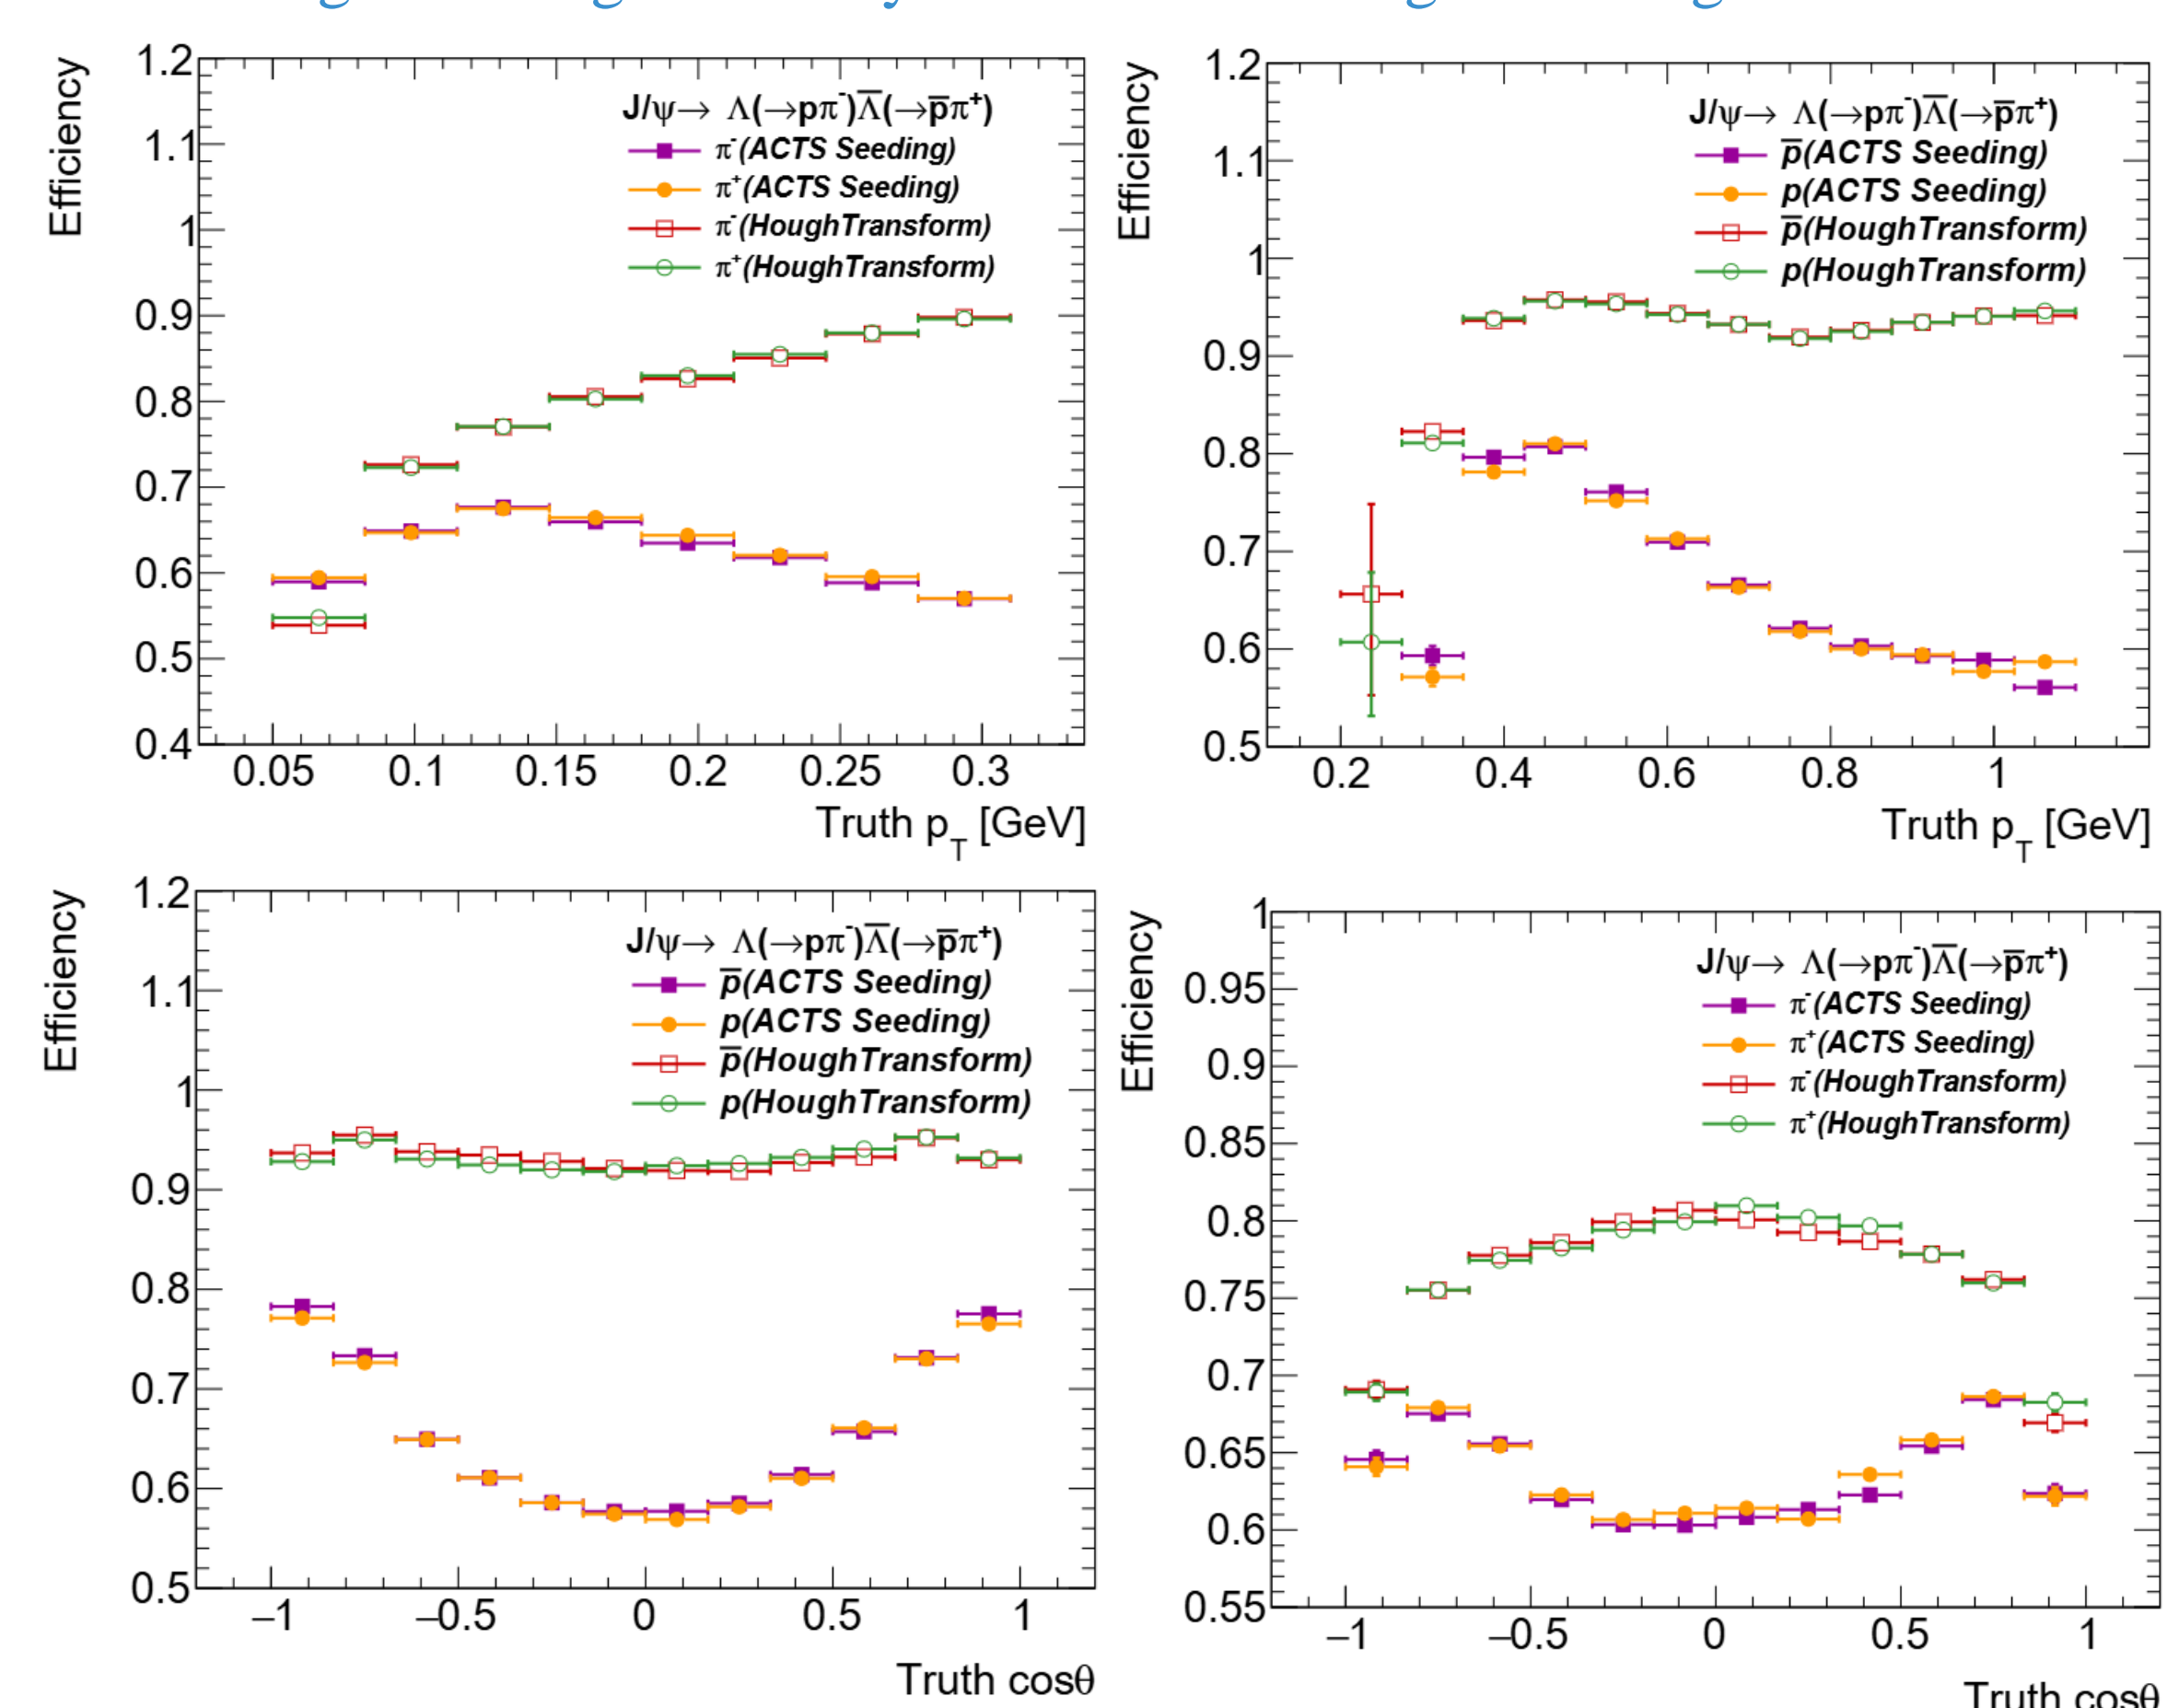 1.2
1.1
1
0.9
0.8
0.7
0.6
0.5
0.4
Efficiency
J/ψ→ Λ(→pπ⁻)Λ̅(→p̅π⁺)
π⁻(ACTS Seeding)
π⁺(ACTS Seeding)
π⁻(HoughTransform)
π⁺(HoughTransform)
0.05 0.1 0.15 0.2 0.25 0.3
Truth p_T [GeV]
1.2
1.1
1
0.9
0.8
0.7
0.6
0.5
Efficiency
J/ψ→ Λ(→pπ⁻)Λ̅(→p̅π⁺)
p̅(ACTS Seeding)
p(ACTS Seeding)
p̅(HoughTransform)
p(HoughTransform)
0.2 0.4 0.6 0.8 1
Truth p_T [GeV]
1.2
1.1
1
0.9
0.8
0.7
0.6
0.5
Efficiency
J/ψ→ Λ(→pπ⁻)Λ̅(→p̅π⁺)
p̅(ACTS Seeding)
p(ACTS Seeding)
p̅(HoughTransform)
p(HoughTransform)
−1 −0.5 0 0.5 1
Truth cosθ
1
0.95
0.9
0.85
0.8
0.75
0.7
0.65
0.6
0.55
Efficiency
J/ψ→ Λ(→pπ⁻)Λ̅(→p̅π⁺)
π⁻(ACTS Seeding)
π⁺(ACTS Seeding)
π⁻(HoughTransform)
π⁺(HoughTransform)
−1 −0.5 0 0.5 1
Truth cosθ